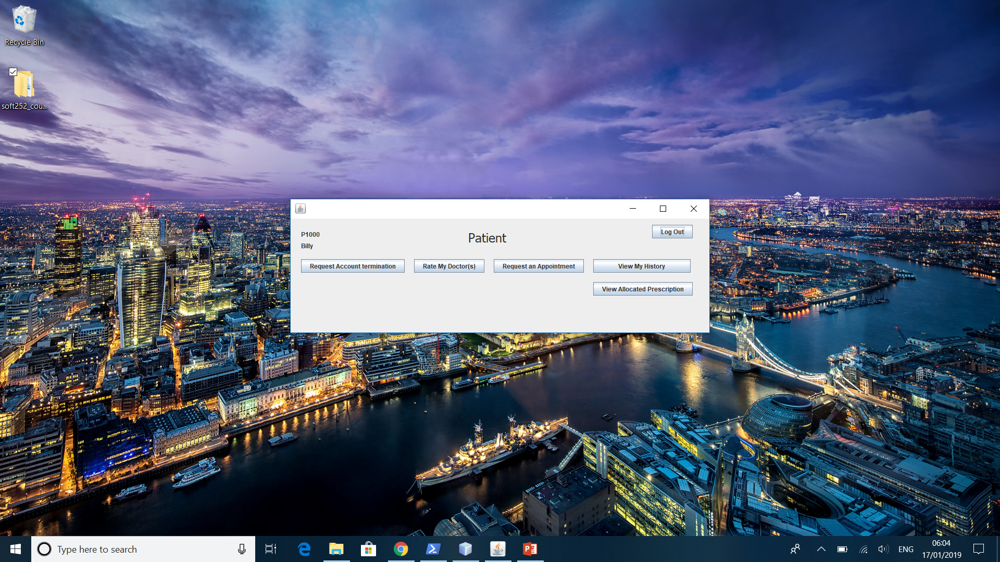 Recycle Bin
soft252_cou...
P1000
Billy
Patient
Log Out
Request Account termination
Rate My Doctor(s)
Request an Appointment
View My History
View Allocated Prescription
Type here to search
ENG
06:04
17/01/2019